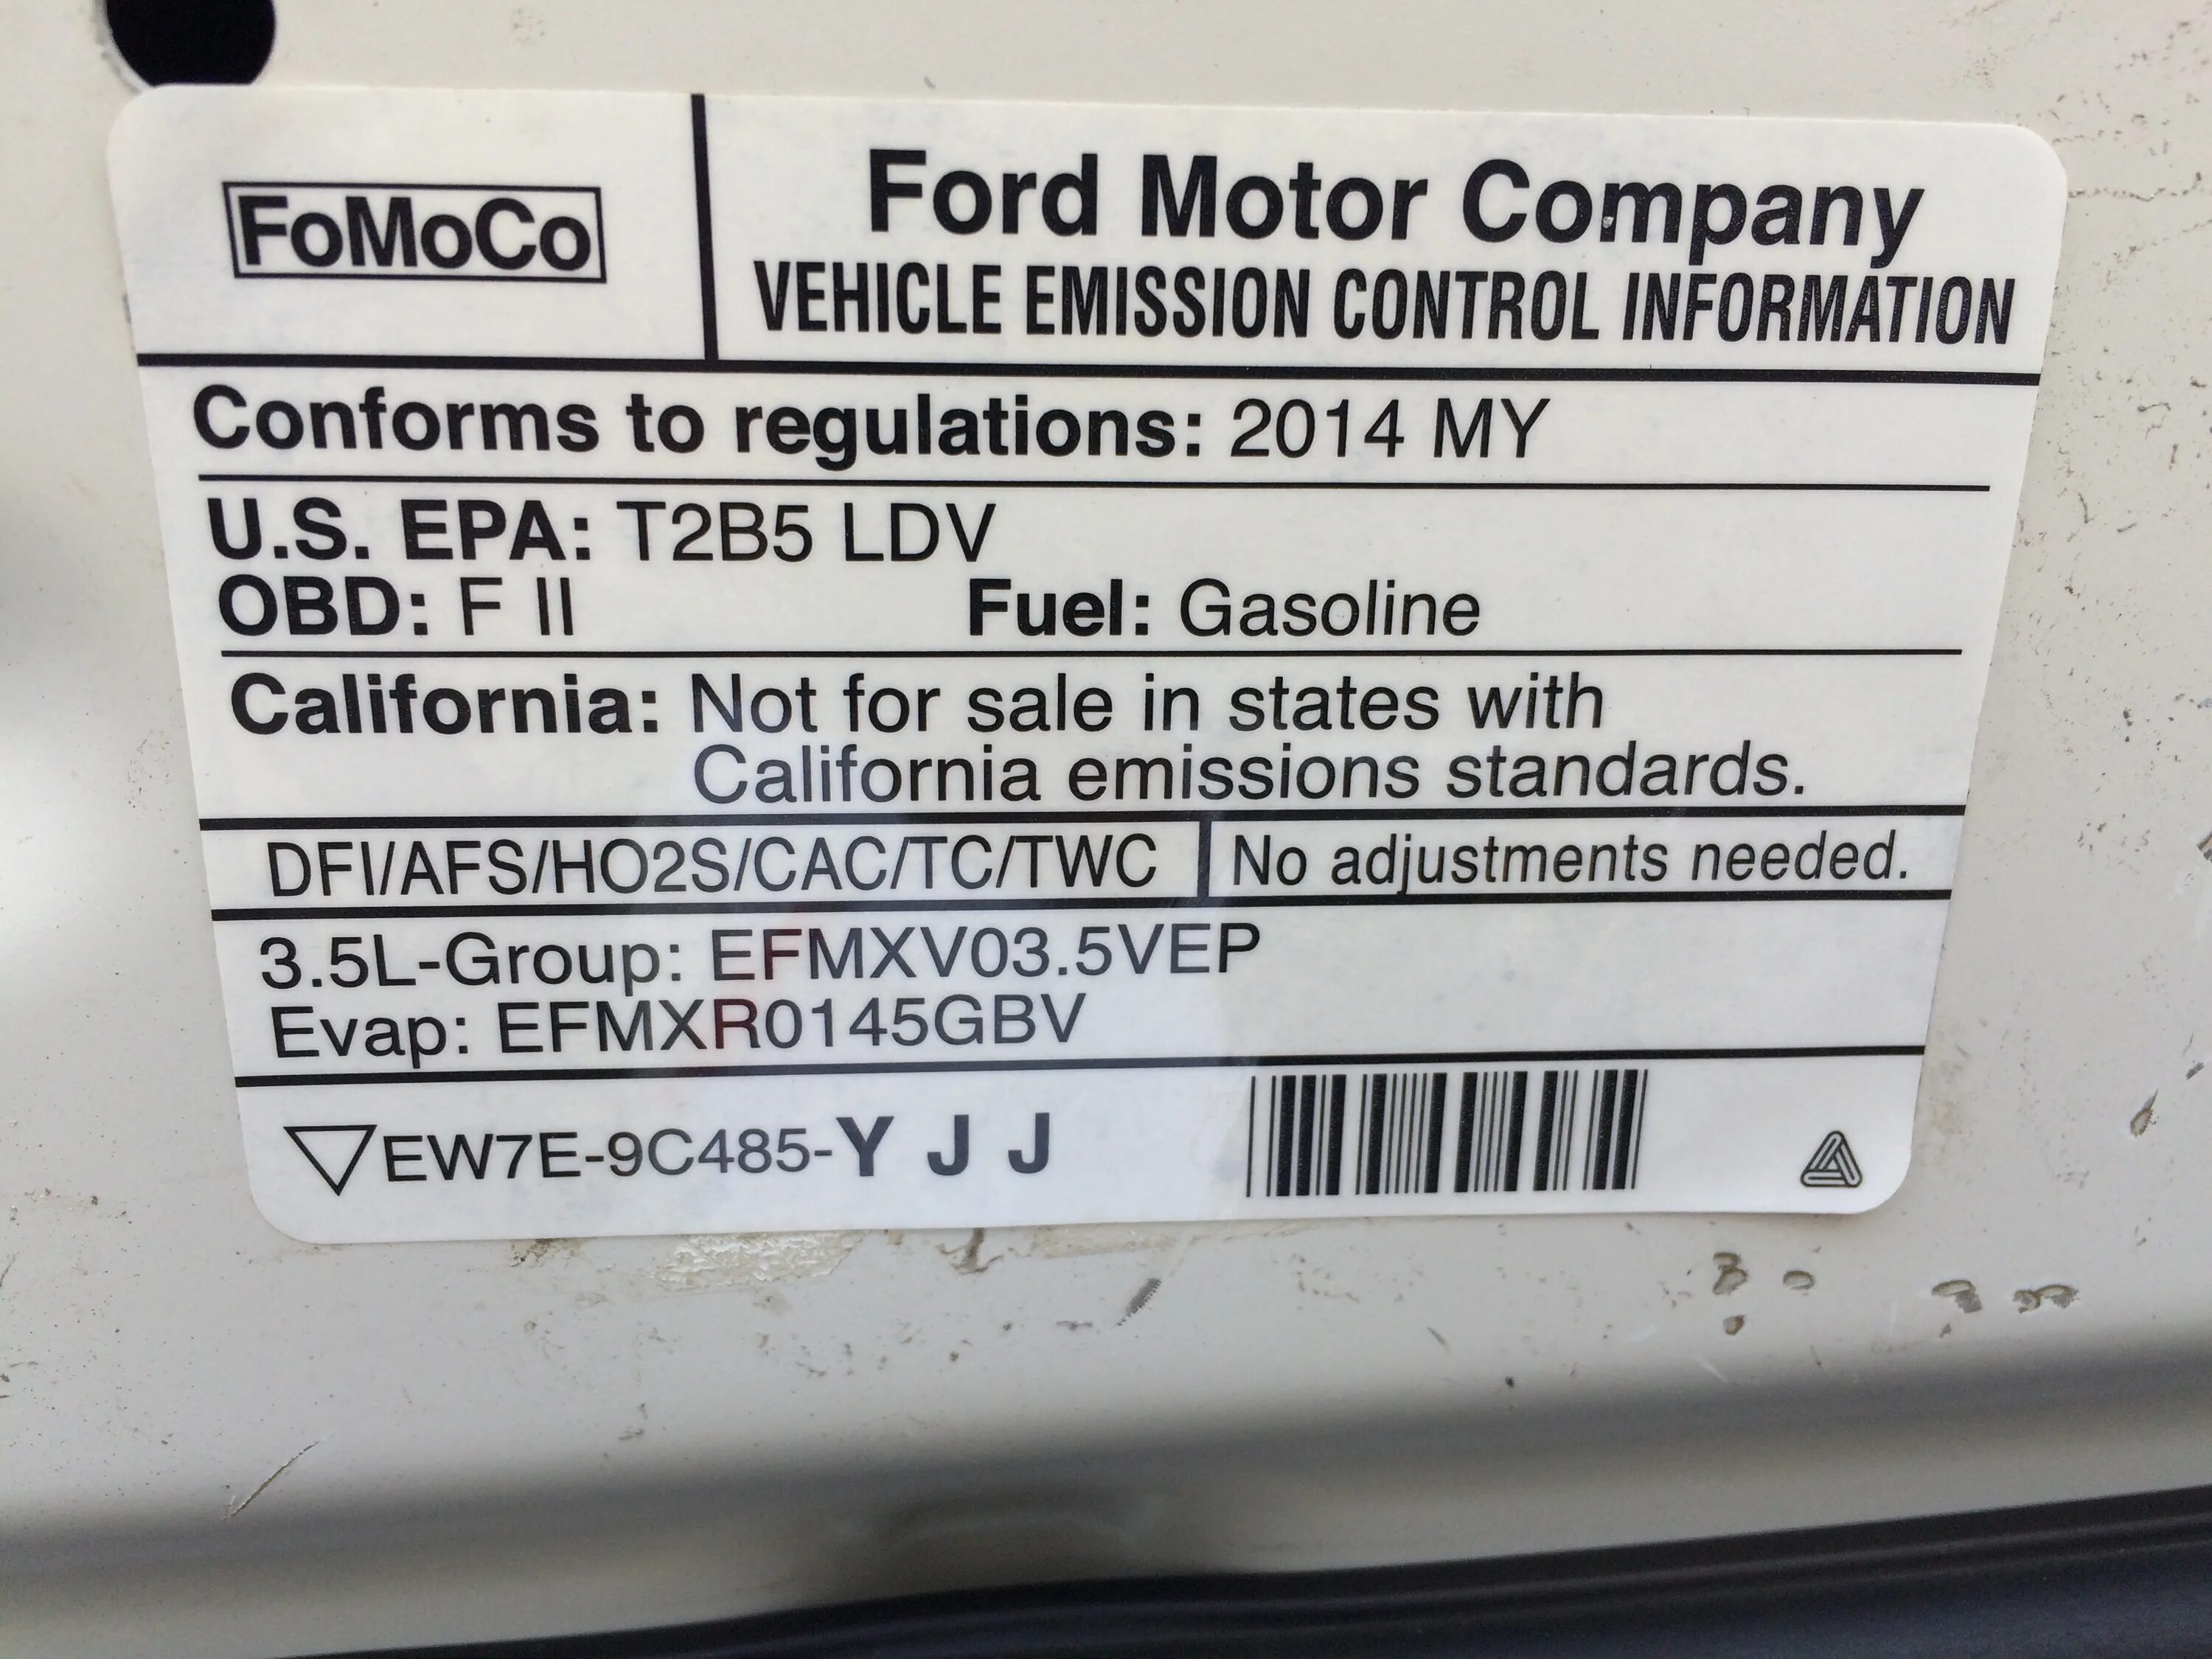 FoMoCo
Ford Motor Company
VEHICLE EMISSION CONTROL INFORMATION
Conforms to regulations: 2014 MY
U.S. EPA: T2B5 LDV
OBD: F II Fuel: Gasoline
California: Not for sale in states with
California emissions standards.
DFI/AFS/HO2S/CAC/TC/TWC No adjustments needed.
3.5L-Group: EFMXV03.5VEP
Evap: EFMXR0145GBV
EW7E-9C485-Y J J